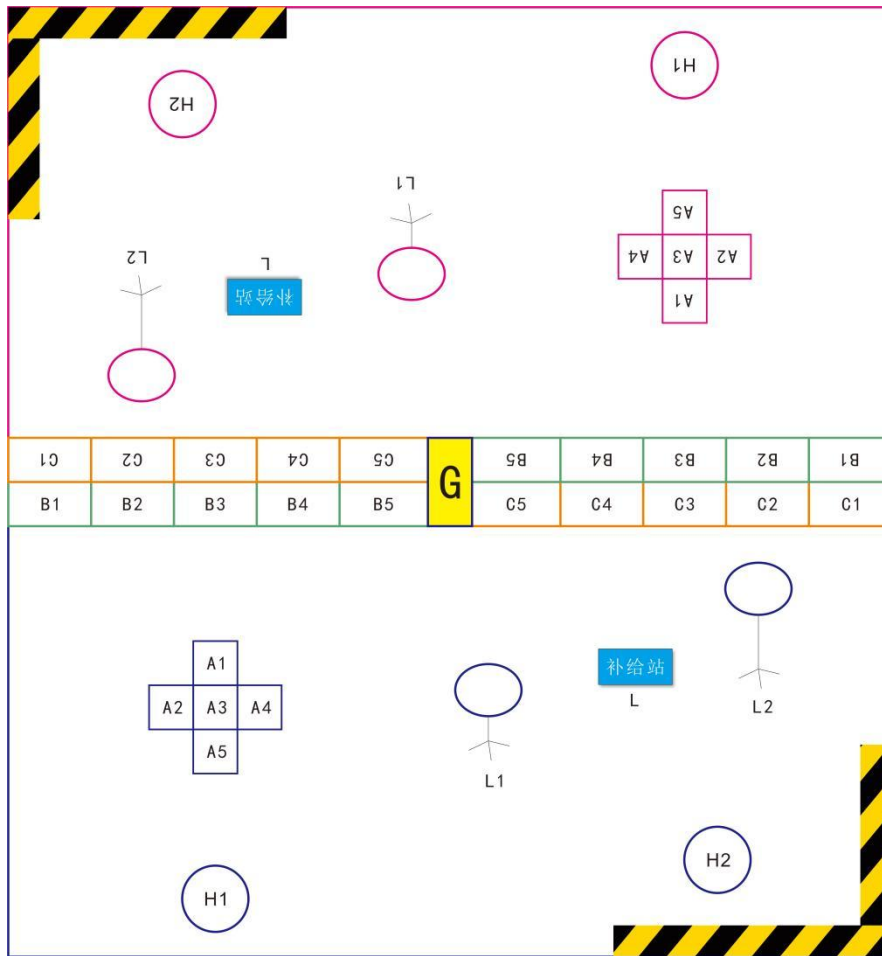 H1
H2
L1
A5
L2
L
A4 A3 A2
补给站
A1
C1 C2 C3 C4 C5 G B5 B4 B3 B2 B1
B1 B2 B3 B4 B5 C5 C4 C3 C2 C1
A1
补给站
A2 A3 A4
L
L2
A5
L1
H2
H1